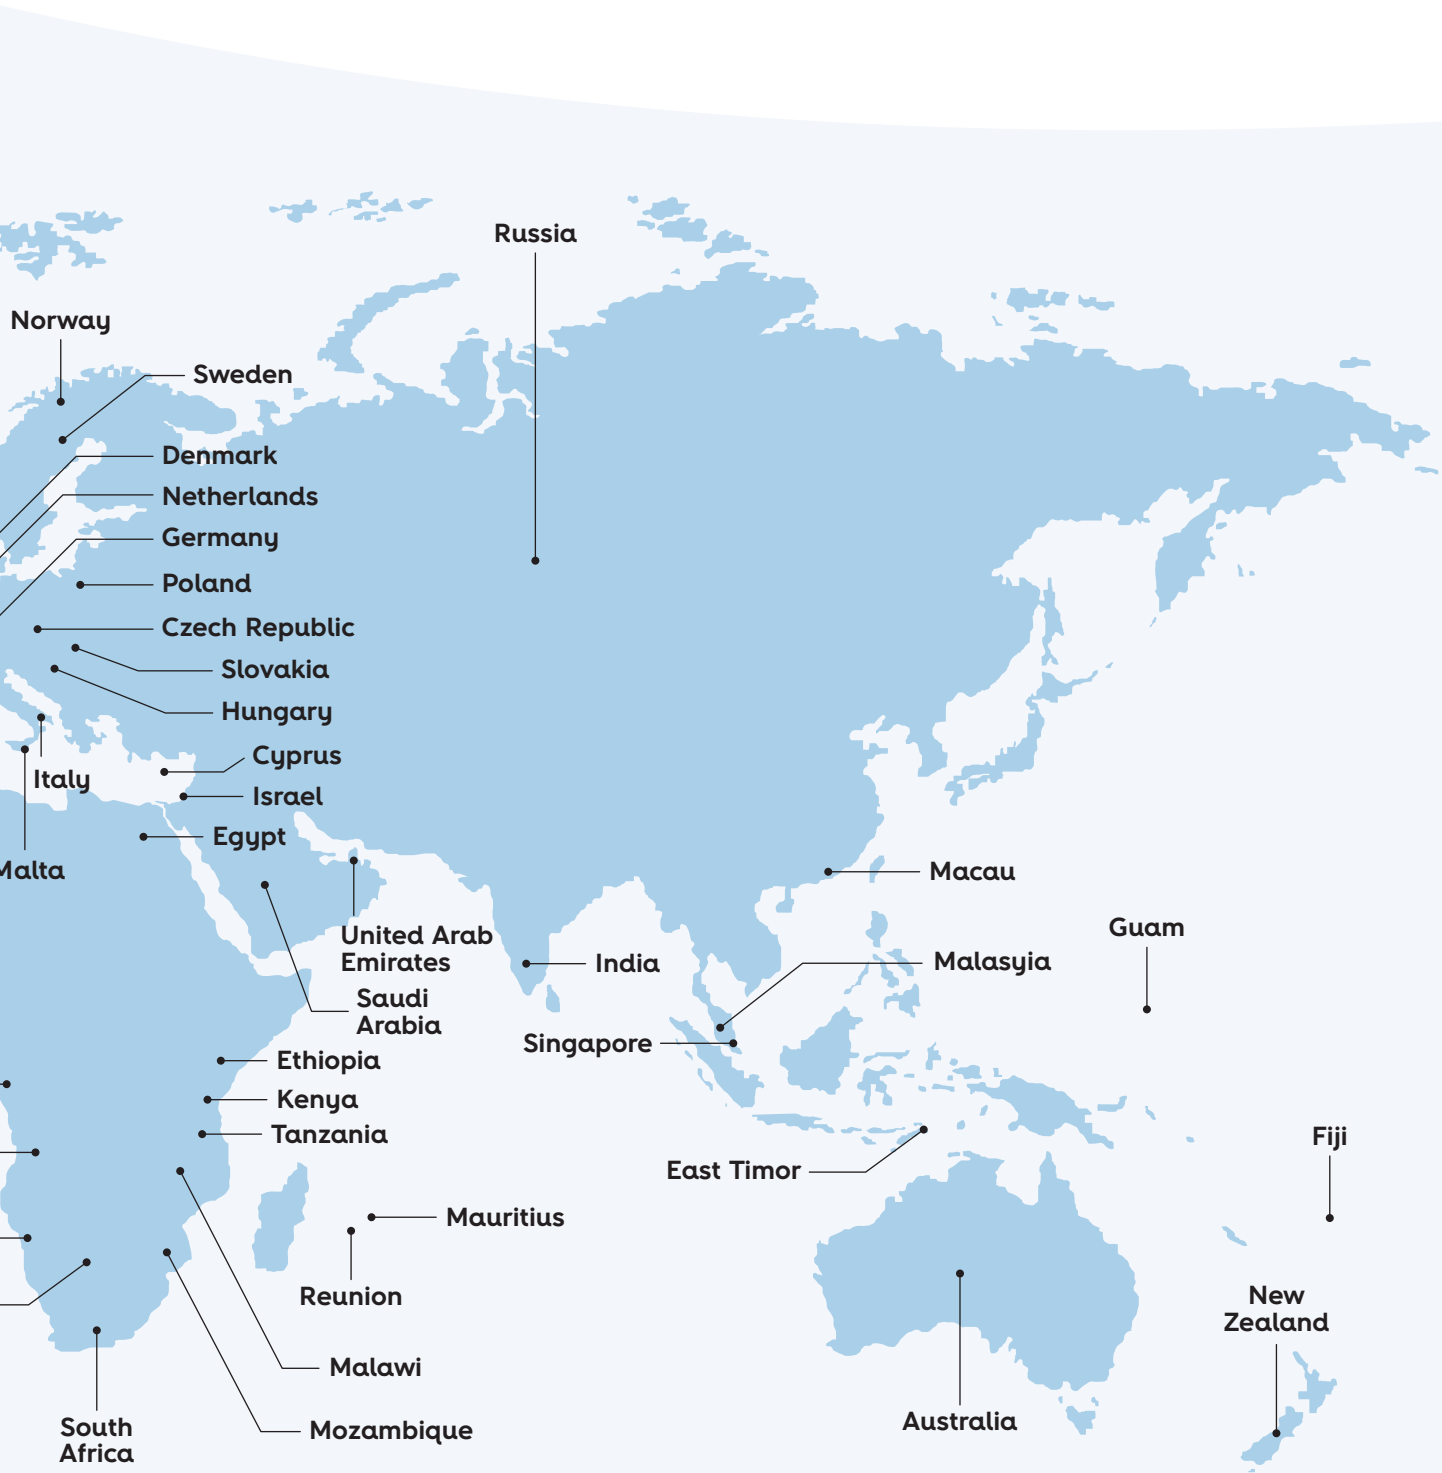 Russia
Norway
Sweden
Denmark
Netherlands
Germany
Poland
Czech Republic
Slovakia
Hungary
Cyprus
Italy
Israel
Egypt
Malta
Macau
United Arab
Emirates
Guam
India
Malasyia
Saudi
Arabia
Singapore
Ethiopia
Kenya
Tanzania
Fiji
East Timor
Mauritius
Reunion
New
Zealand
Malawi
Australia
South
Africa
Mozambique